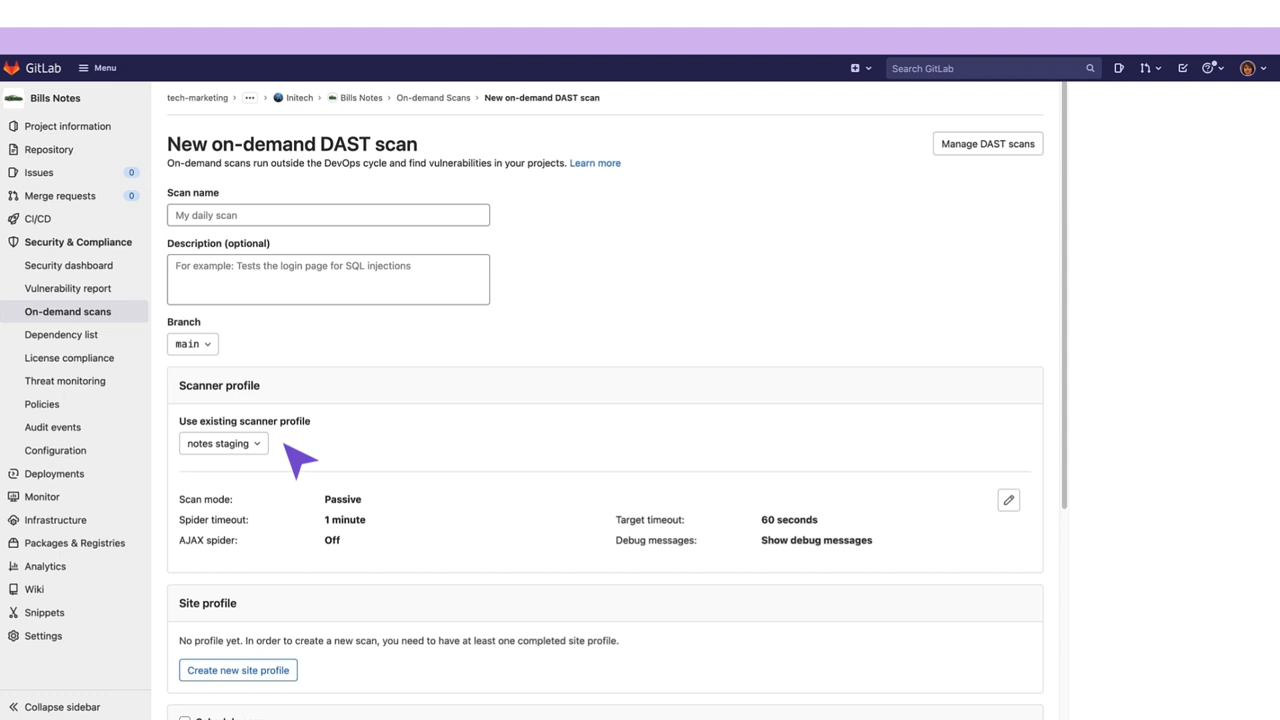 GitLab
Menu
Search GitLab
Bills Notes
Project information
Repository
Issues 0
Merge requests 0
CI/CD
Security & Compliance
Security dashboard
Vulnerability report
On-demand scans
Dependency list
License compliance
Threat monitoring
Policies
Audit events
Configuration
Deployments
Monitor
Infrastructure
Packages & Registries
Analytics
Wiki
Snippets
Settings
Collapse sidebar
tech-marketing › ••• › Initech › Bills Notes › On-demand Scans › New on-demand DAST scan
New on-demand DAST scan
Manage DAST scans
On-demand scans run outside the DevOps cycle and find vulnerabilities in your projects. Learn more
Scan name
My daily scan
Description (optional)
For example: Tests the login page for SQL injections
Branch
main
Scanner profile
Use existing scanner profile
notes staging
Scan mode: Passive
Spider timeout: 1 minute Target timeout: 60 seconds
AJAX spider: Off Debug messages: Show debug messages
Site profile
No profile yet. In order to create a new scan, you need to have at least one completed site profile.
Create new site profile